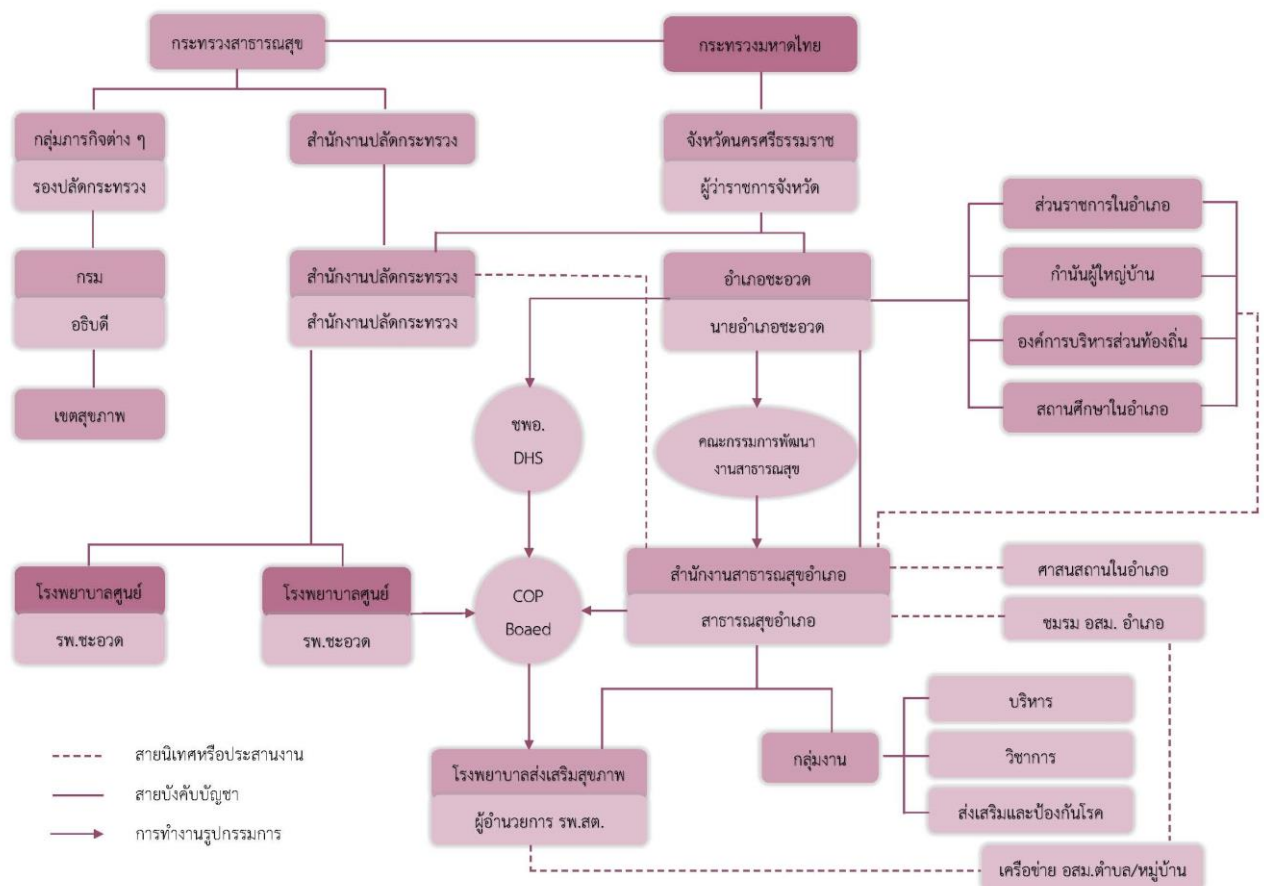 กระทรวงสาธารณสุข
กระทรวงมหาดไทย
กลุ่มภารกิจต่าง ๆ
รองปลัดกระทรวง
สำนักงานปลัดกระทรวง
จังหวัดนครศรีธรรมราช
ผู้ว่าราชการจังหวัด
ส่วนราชการในอำเภอ
กำนันผู้ใหญ่บ้าน
องค์การบริหารส่วนท้องถิ่น
สถานศึกษาในอำเภอ
กรม
อธิบดี
สำนักงานปลัดกระทรวง
สำนักงานปลัดกระทรวง
อำเภอชะอวด
นายอำเภอชะอวด
เขตสุขภาพ
ชพอ.
DHS
คณะกรรมการพัฒนา
งานสาธารณสุข
โรงพยาบาลศูนย์
รพ.ชะอวด
โรงพยาบาลศูนย์
รพ.ชะอวด
COP
Boaed
สำนักงานสาธารณสุขอำเภอ
สาธารณสุขอำเภอ
ศาสนสถานในอำเภอ
ชมรม อสม. อำเภอ
บริหาร
วิชาการ
ส่งเสริมและป้องกันโรค
กลุ่มงาน
โรงพยาบาลส่งเสริมสุขภาพ
ผู้อำนวยการ รพ.สต.
เครือข่าย อสม.ตำบล/หมู่บ้าน
สายนิเทศหรือประสานงาน
สายบังคับบัญชา
การทำงานรูปกรรมการ